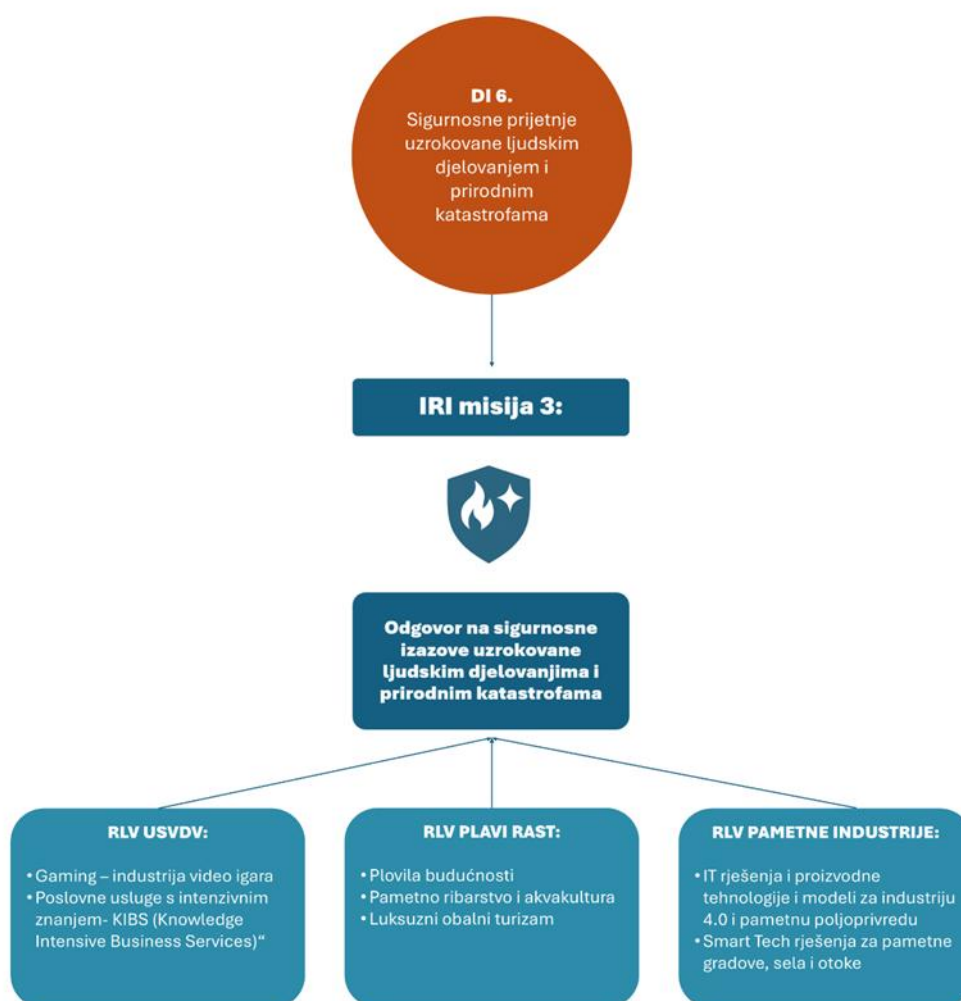 DI 6.
Sigurnosne prijetnje
uzrokovane ljudskim
djelovanjem i
prirodnim
katastrofama
IRI misija 3:
Odgovor na sigurnosne
izazove uzrokovane
ljudskim djelovanjima i
prirodnim katastrofama
RLV USVDV:
• Gaming – industrija video igara
• Poslovne usluge s intenzivnim
znanjem- KIBS (Knowledge
Intensive Business Services)“
RLV PLAVI RAST:
• Plovila budućnosti
• Pametno ribarstvo i akvakultura
• Luksuzni obalni turizam
RLV PAMETNE INDUSTRIJE:
• IT rješenja i proizvodne
tehnologije i modeli za industriju
4.0 i pametnu poljoprivredu
• Smart Tech rješenja za pametne
gradove, sela i otoke